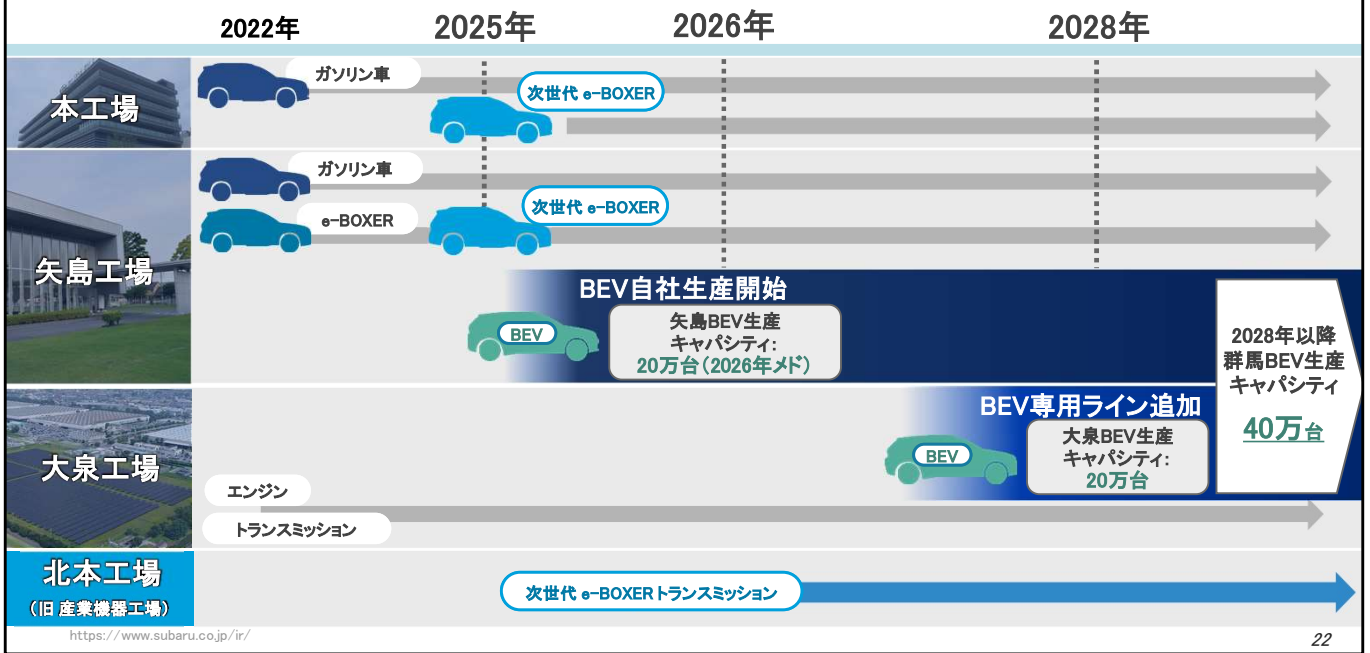 2022年
2025年
2026年
2028年
本工場
ガソリン車
次世代 e-BOXER
矢島工場
ガソリン車
e-BOXER
次世代 e-BOXER
BEV自社生産開始
BEV
矢島BEV生産
キャパシティ:
20万台(2026年メド)
2028年以降
群馬BEV生産
キャパシティ
40万台
大泉工場
BEV専用ライン追加
BEV
大泉BEV生産
キャパシティ:
20万台
エンジン
トランスミッション
北本工場
(旧 産業機器工場)
次世代 e-BOXERトランスミッション
https://www.subaru.co.jp/ir/
22